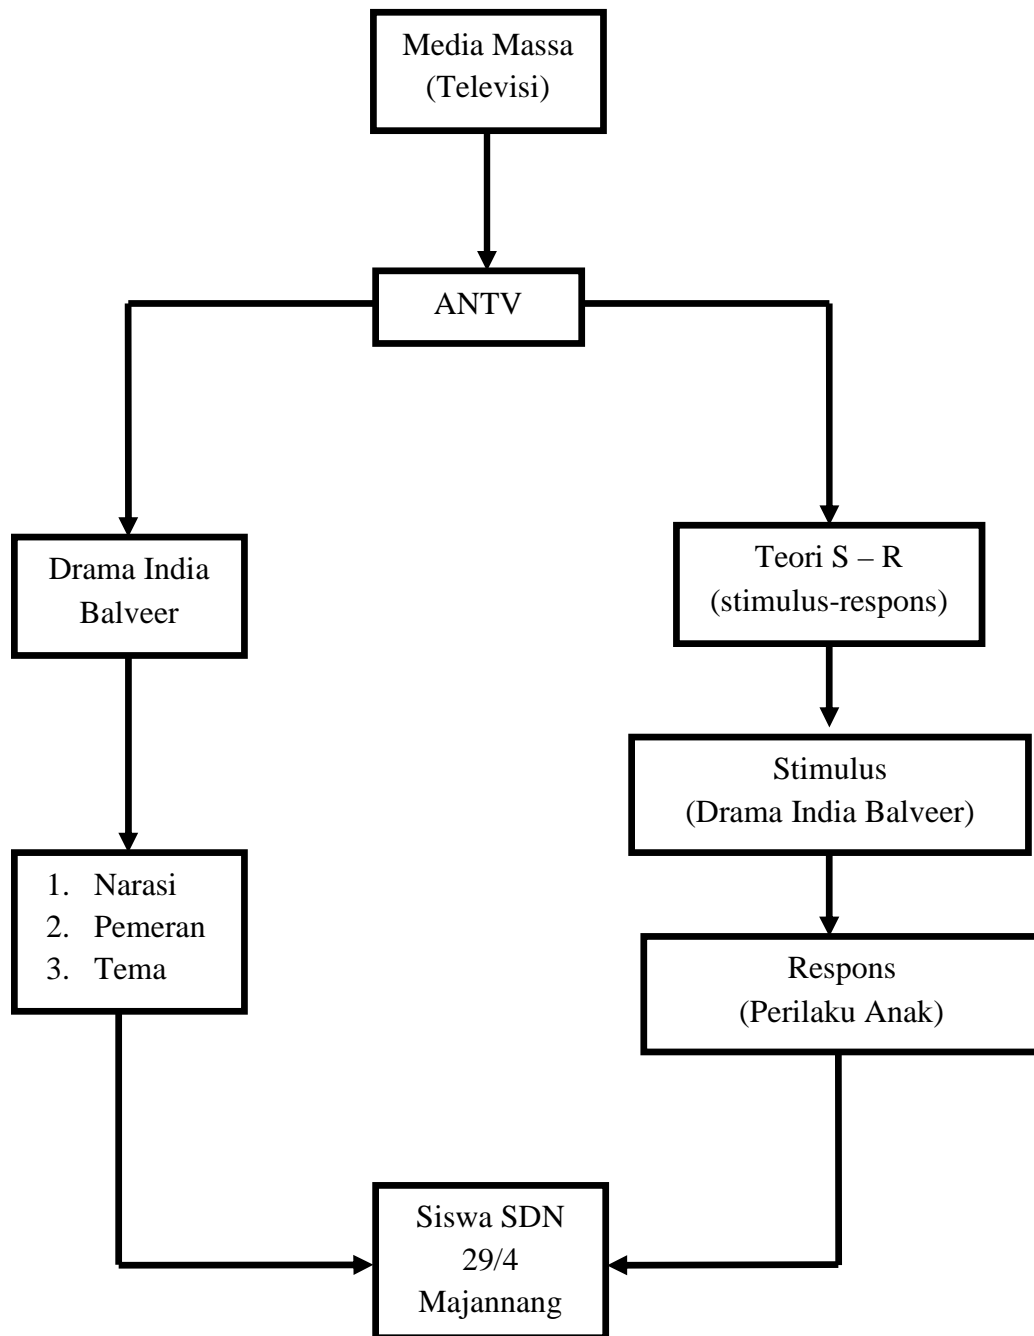 Media Massa
(Televisi)
ANTV
Drama India
Balveer
Teori S – R
(stimulus-respons)
Stimulus
(Drama India Balveer)
1. Narasi
2. Pemeran
3. Tema
Respons
(Perilaku Anak)
Siswa SDN
29/4
Majannang